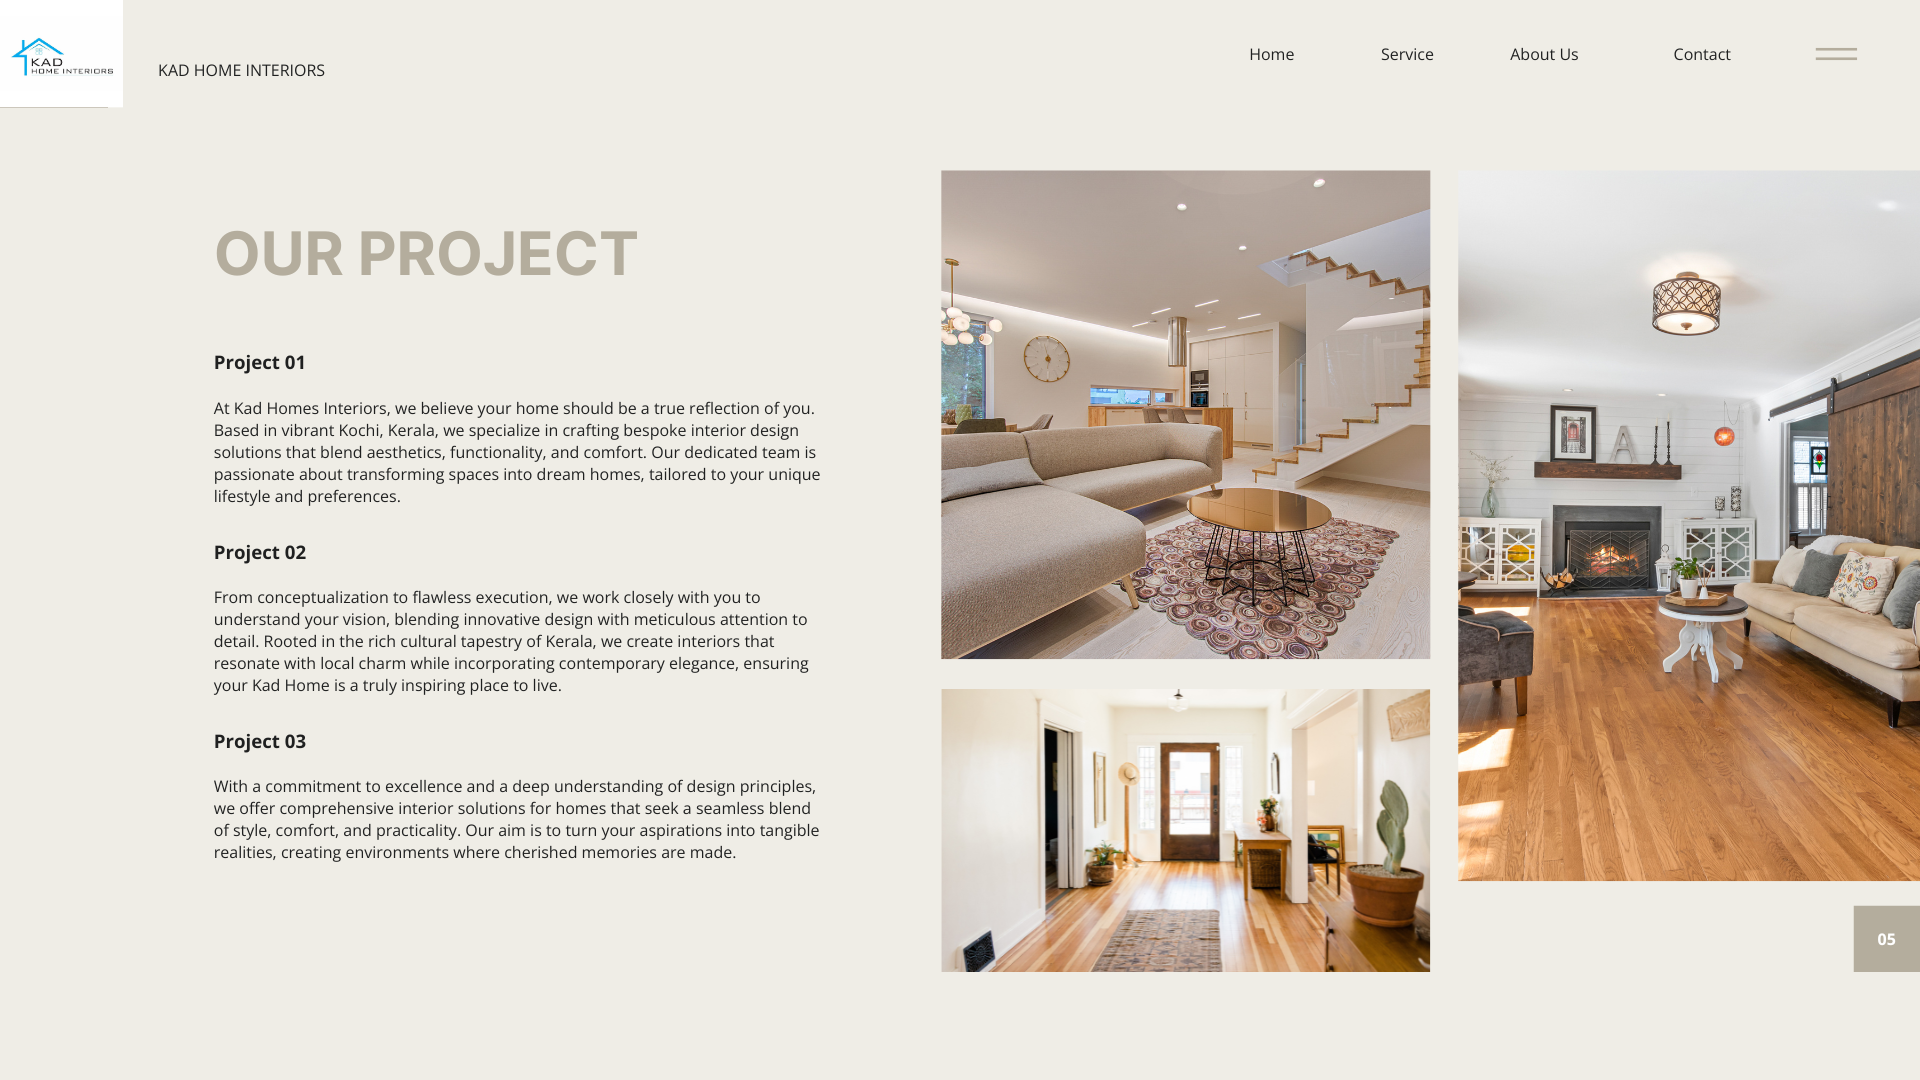 KAD
HOME INTERIORS
KAD HOME INTERIORS
Home
Service
About Us
Contact
OUR PROJECT
Project 01
At Kad Homes Interiors, we believe your home should be a true reflection of you.
Based in vibrant Kochi, Kerala, we specialize in crafting bespoke interior design
solutions that blend aesthetics, functionality, and comfort. Our dedicated team is
passionate about transforming spaces into dream homes, tailored to your unique
lifestyle and preferences.
Project 02
From conceptualization to flawless execution, we work closely with you to
understand your vision, blending innovative design with meticulous attention to
detail. Rooted in the rich cultural tapestry of Kerala, we create interiors that
resonate with local charm while incorporating contemporary elegance, ensuring
your Kad Home is a truly inspiring place to live.
Project 03
With a commitment to excellence and a deep understanding of design principles,
we offer comprehensive interior solutions for homes that seek a seamless blend
of style, comfort, and practicality. Our aim is to turn your aspirations into tangible
realities, creating environments where cherished memories are made.
A
05